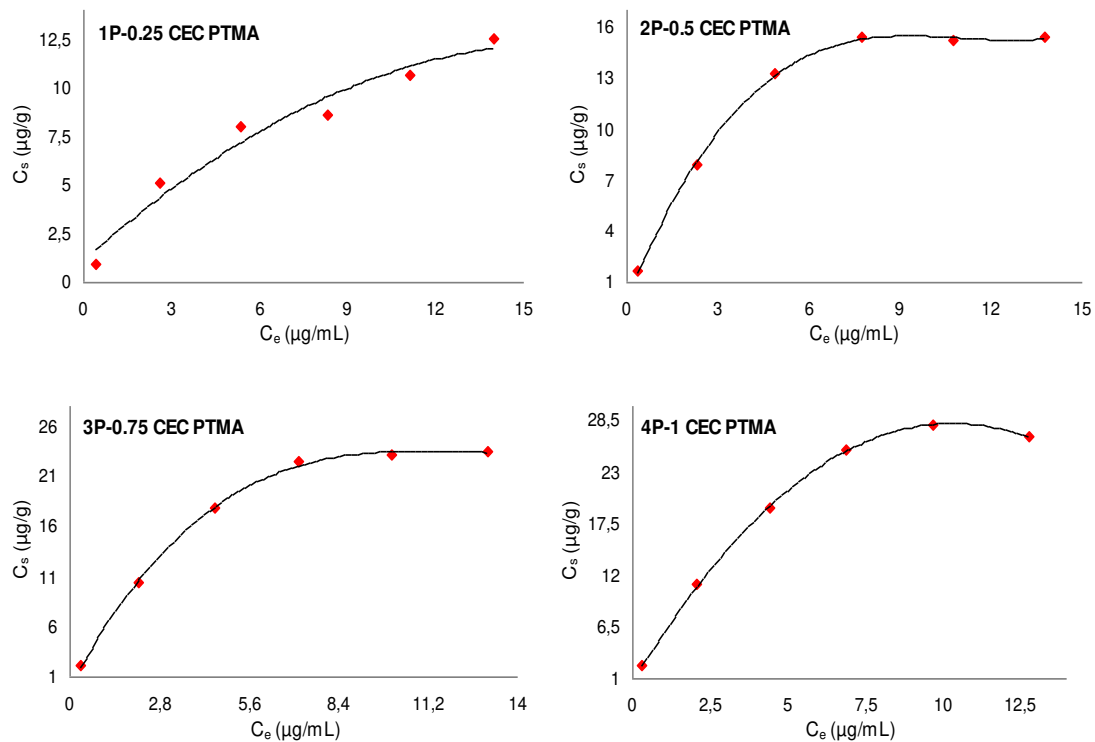 1P-0.25 CEC PTMA
12,5
10
7,5
5
2,5
0
Cₛ (µg/g)
0 3 6 9 12 15
Cₑ (µg/mL)
2P-0.5 CEC PTMA
16
13
10
7
4
1
Cₛ (µg/g)
0 3 6 9 12 15
Cₑ (µg/mL)
3P-0.75 CEC PTMA
26
21
16
11
6
1
Cₛ (µg/g)
0 2,8 5,6 8,4 11,2 14
Cₑ (µg/mL)
4P-1 CEC PTMA
28,5
23
17,5
12
6,5
1
Cₛ (µg/g)
0 2,5 5 7,5 10 12,5
Cₑ (µg/mL)